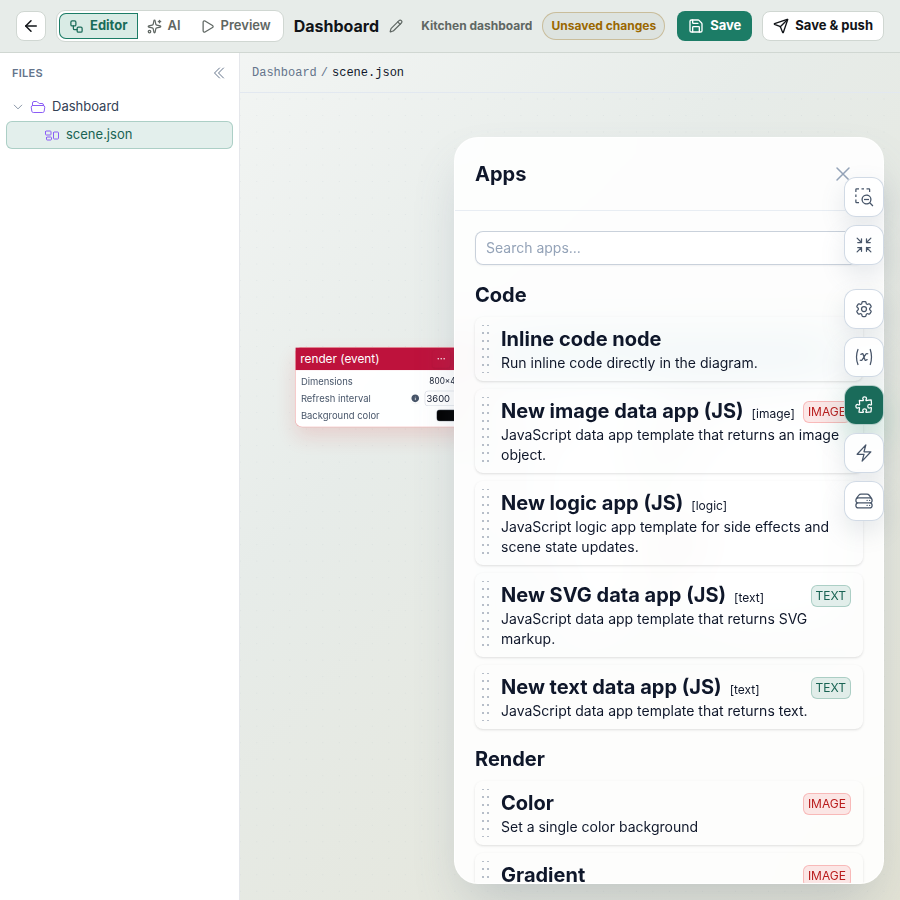 Editor
AI
Preview
Dashboard
Kitchen dashboard
Unsaved changes
Save
Save & push
FILES
Dashboard / scene.json
Dashboard
scene.json
Apps
Search apps...
Code
Inline code node
Run inline code directly in the diagram.
render (event)
Dimensions
Refresh interval 3600
Background color
New image data app (JS) [image] IMAGE
JavaScript data app template that returns an image
object.
New logic app (JS) [logic]
JavaScript logic app template for side effects and
scene state updates.
New SVG data app (JS) [text] TEXT
JavaScript data app template that returns SVG
markup.
New text data app (JS) [text] TEXT
JavaScript data app template that returns text.
Render
Color IMAGE
Set a single color background
Gradient IMAGE
(x)